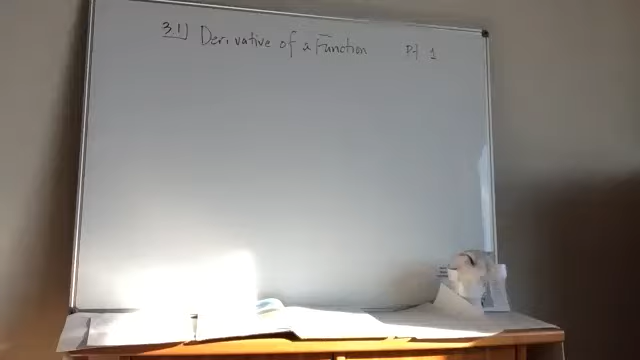 3.1) Derivative of a Function Pt 1